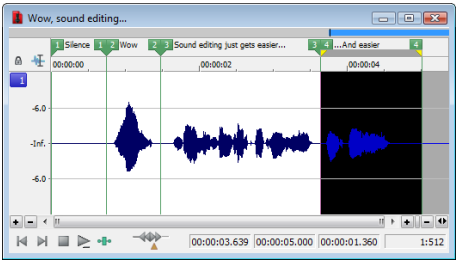 Wow, sound editing...
1 Silence 1 2 Wow 2 3 Sound editing just gets easier... 3 4 ...And easier 4
00:00:00 ,00:00:02 ,00:00:04
1
-6.0
-Inf.
-6.0
00:00:03.639 00:00:05.000 00:00:01.360 1:512